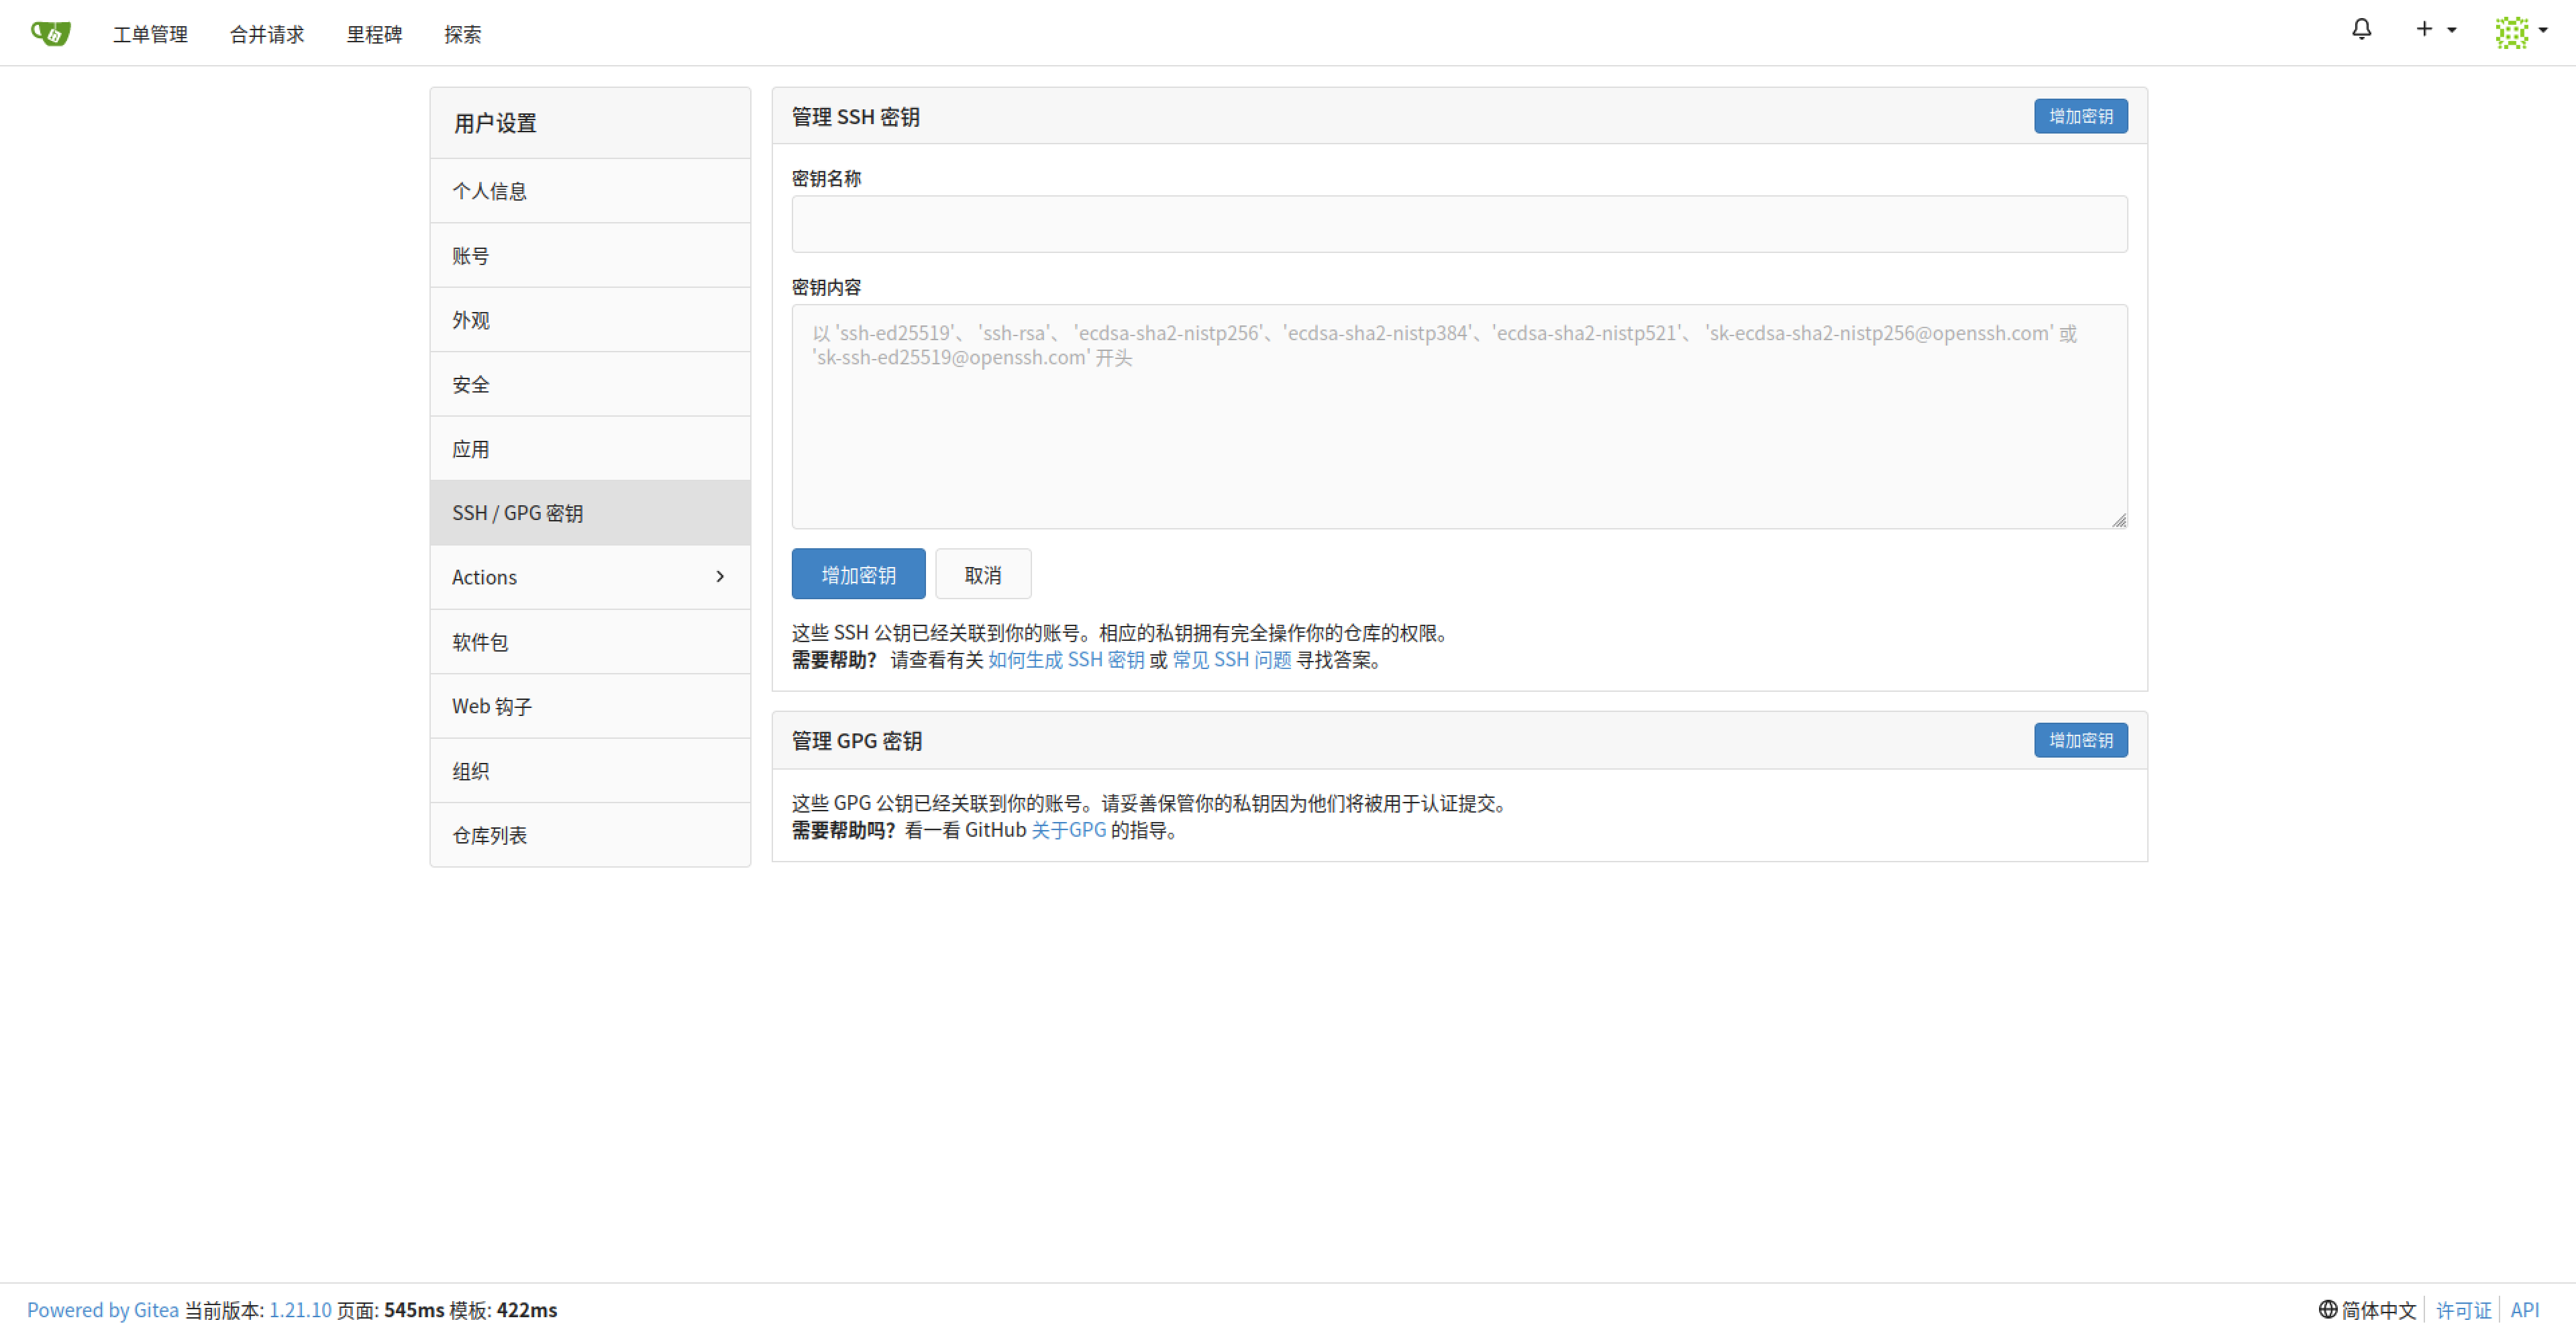 工单管理 合并请求 里程碑 探索
用户设置
个人信息
账号
外观
安全
应用
SSH / GPG 密钥
Actions
软件包
Web 钩子
组织
仓库列表
管理 SSH 密钥 增加密钥
密钥名称
密钥内容
以 'ssh-ed25519'、 'ssh-rsa'、 'ecdsa-sha2-nistp256'、'ecdsa-sha2-nistp384'、'ecdsa-sha2-nistp521'、 'sk-ecdsa-sha2-nistp256@openssh.com' 或
'sk-ssh-ed25519@openssh.com' 开头
增加密钥 取消
这些 SSH 公钥已经关联到你的账号。相应的私钥拥有完全操作你的仓库的权限。
需要帮助? 请查看有关 如何生成 SSH 密钥 或 常见 SSH 问题 寻找答案。
管理 GPG 密钥 增加密钥
这些 GPG 公钥已经关联到你的账号。请妥善保管你的私钥因为他们将被用于认证提交。
需要帮助吗? 看一看 GitHub 关于GPG 的指导。
Powered by Gitea 当前版本: 1.21.10 页面: 545ms 模板: 422ms
简体中文 许可证 API